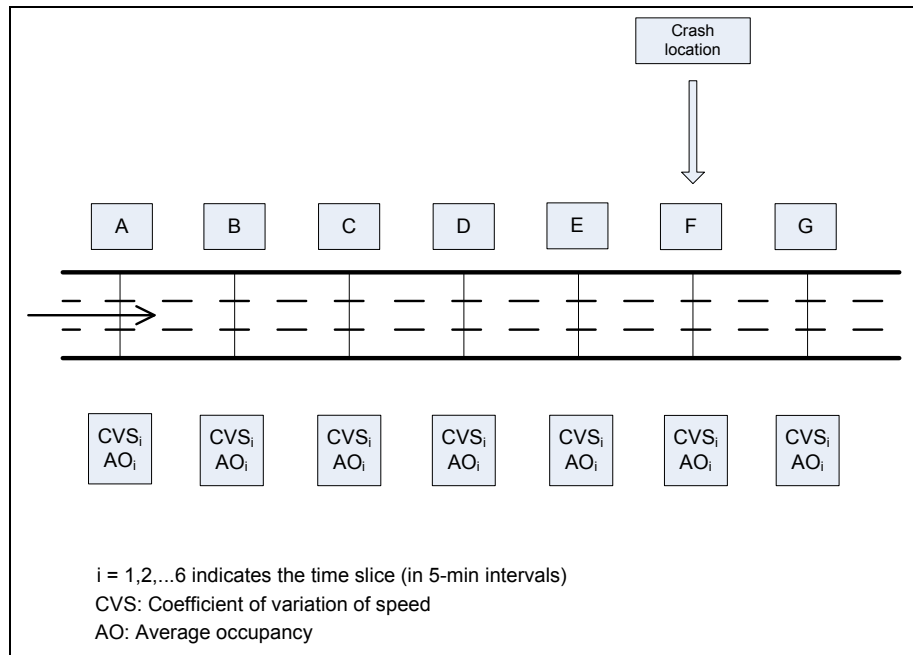 Crash
location
A
B
C
D
E
F
G
CVSᵢ
AOᵢ
CVSᵢ
AOᵢ
CVSᵢ
AOᵢ
CVSᵢ
AOᵢ
CVSᵢ
AOᵢ
CVSᵢ
AOᵢ
CVSᵢ
AOᵢ
i = 1,2,...6 indicates the time slice (in 5-min intervals)
CVS: Coefficient of variation of speed
AO: Average occupancy